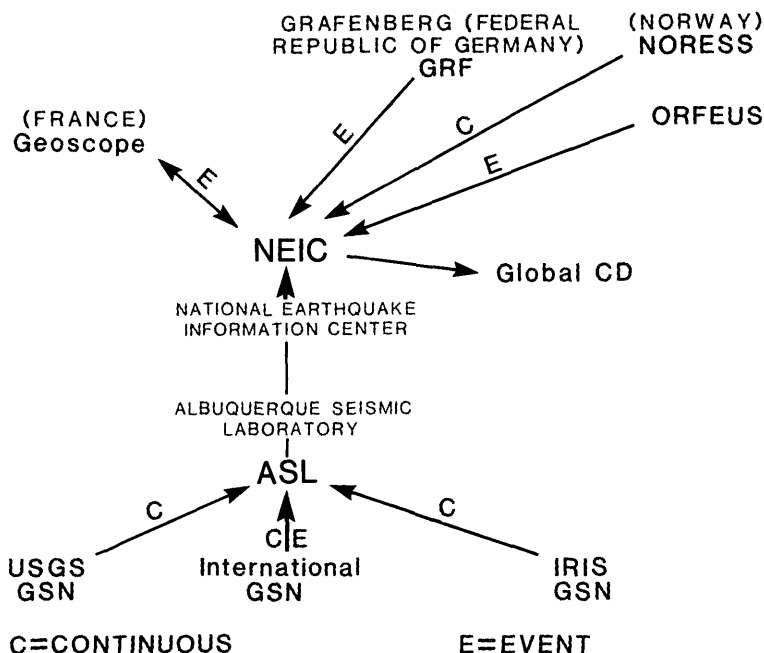 GRAFENBERG (FEDERAL
REPUBLIC OF GERMANY)
GRF
(NORWAY)
NORESS
ORFEUS
(FRANCE)
Geoscope
E
C
E
E
NEIC
Global CD
NATIONAL EARTHQUAKE
INFORMATION CENTER
ALBUQUERQUE SEISMIC
LABORATORY
ASL
C
C E
C
USGS
GSN
International
GSN
IRIS
GSN
C=CONTINUOUS
E=EVENT